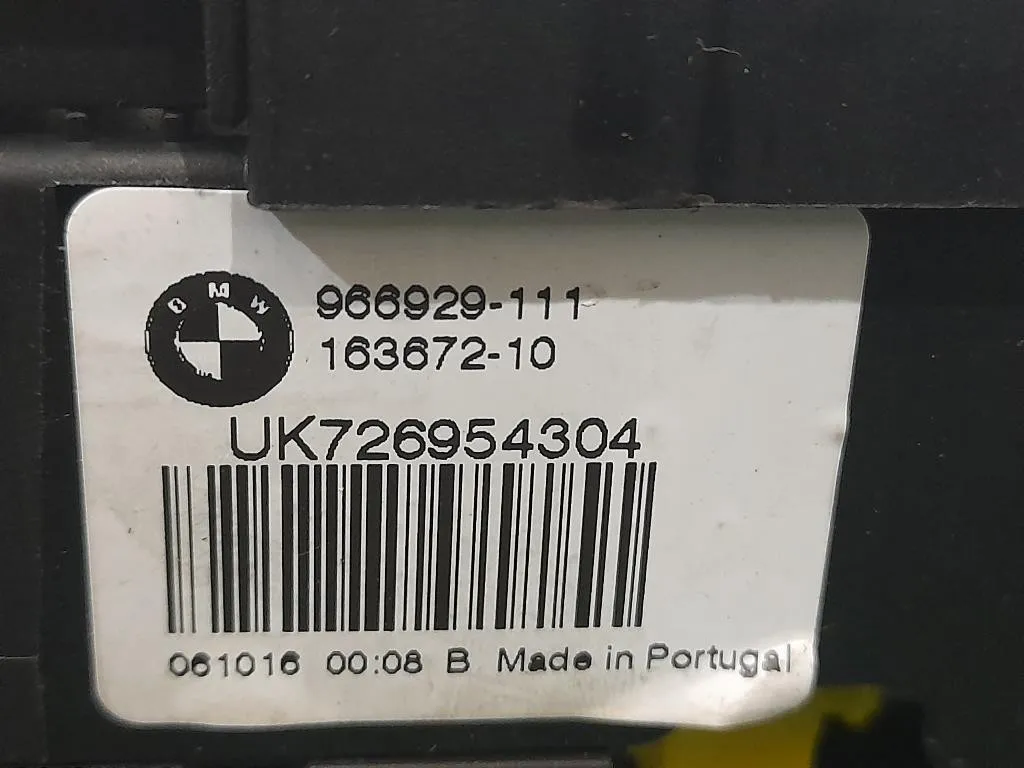 BMW
966929-111
163672-10
UK726954304
061016 00:08 B Made in Portugal